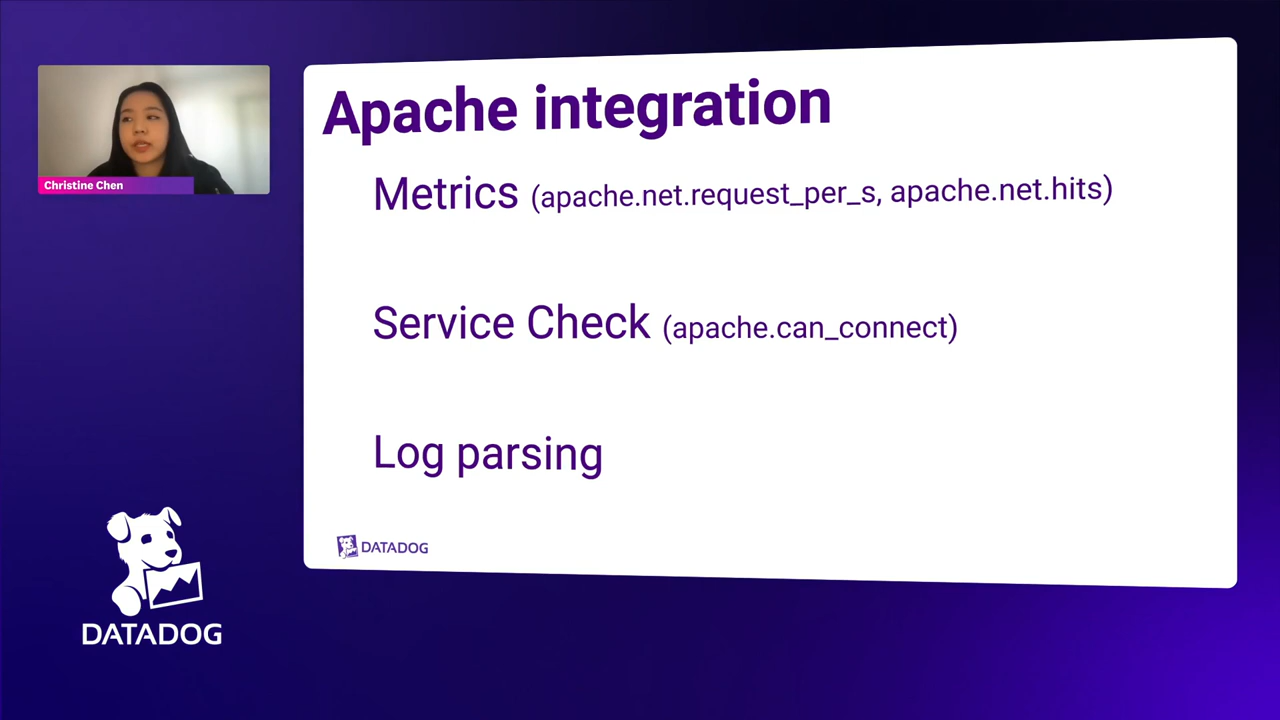 Christine Chen
Apache integration
Metrics (apache.net.request_per_s, apache.net.hits)
Service Check (apache.can_connect)
Log parsing
DATADOG
DATADOG